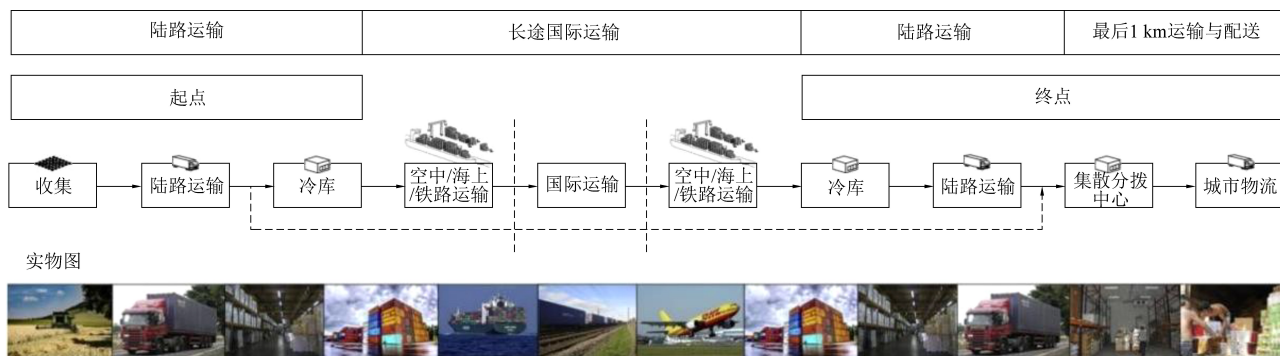 陆路运输
长途国际运输
陆路运输
最后1 km运输与配送
起点
终点
收集
陆路运输
冷库
空中/海上
/铁路运输
国际运输
空中/海上
/铁路运输
冷库
陆路运输
集散分拨
中心
城市物流
实物图